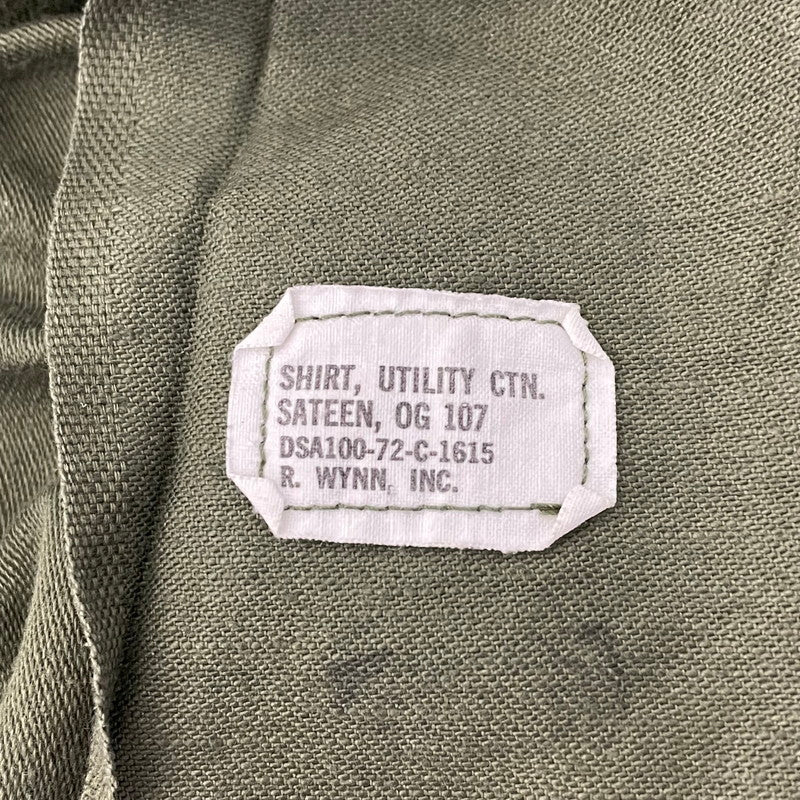 SHIRT, UTILITY CTN.
SATEEN, OG 107
DSA100-72-C-1615
R. WYNN, INC.